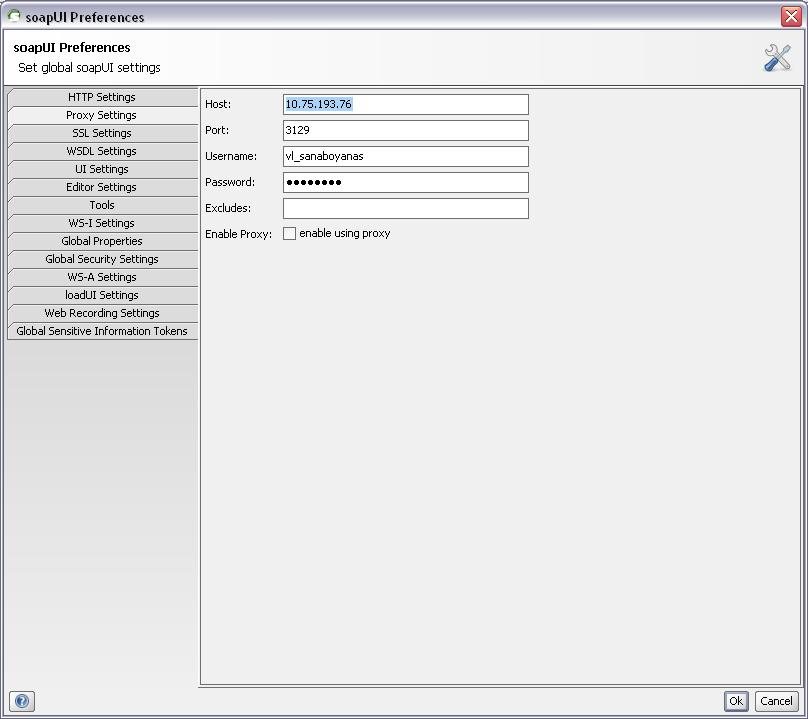 soapUI Preferences
soapUI Preferences
Set global soapUI settings
HTTP Settings
Proxy Settings
SSL Settings
WSDL Settings
UI Settings
Editor Settings
Tools
WS-I Settings
Global Properties
Global Security Settings
WS-A Settings
loadUI Settings
Web Recording Settings
Global Sensitive Information Tokens
Host: 10.75.193.76
Port: 3129
Username: vl_sanaboyanas
Password: ●●●●●●●●
Excludes:
Enable Proxy: enable using proxy
?
Ok Cancel